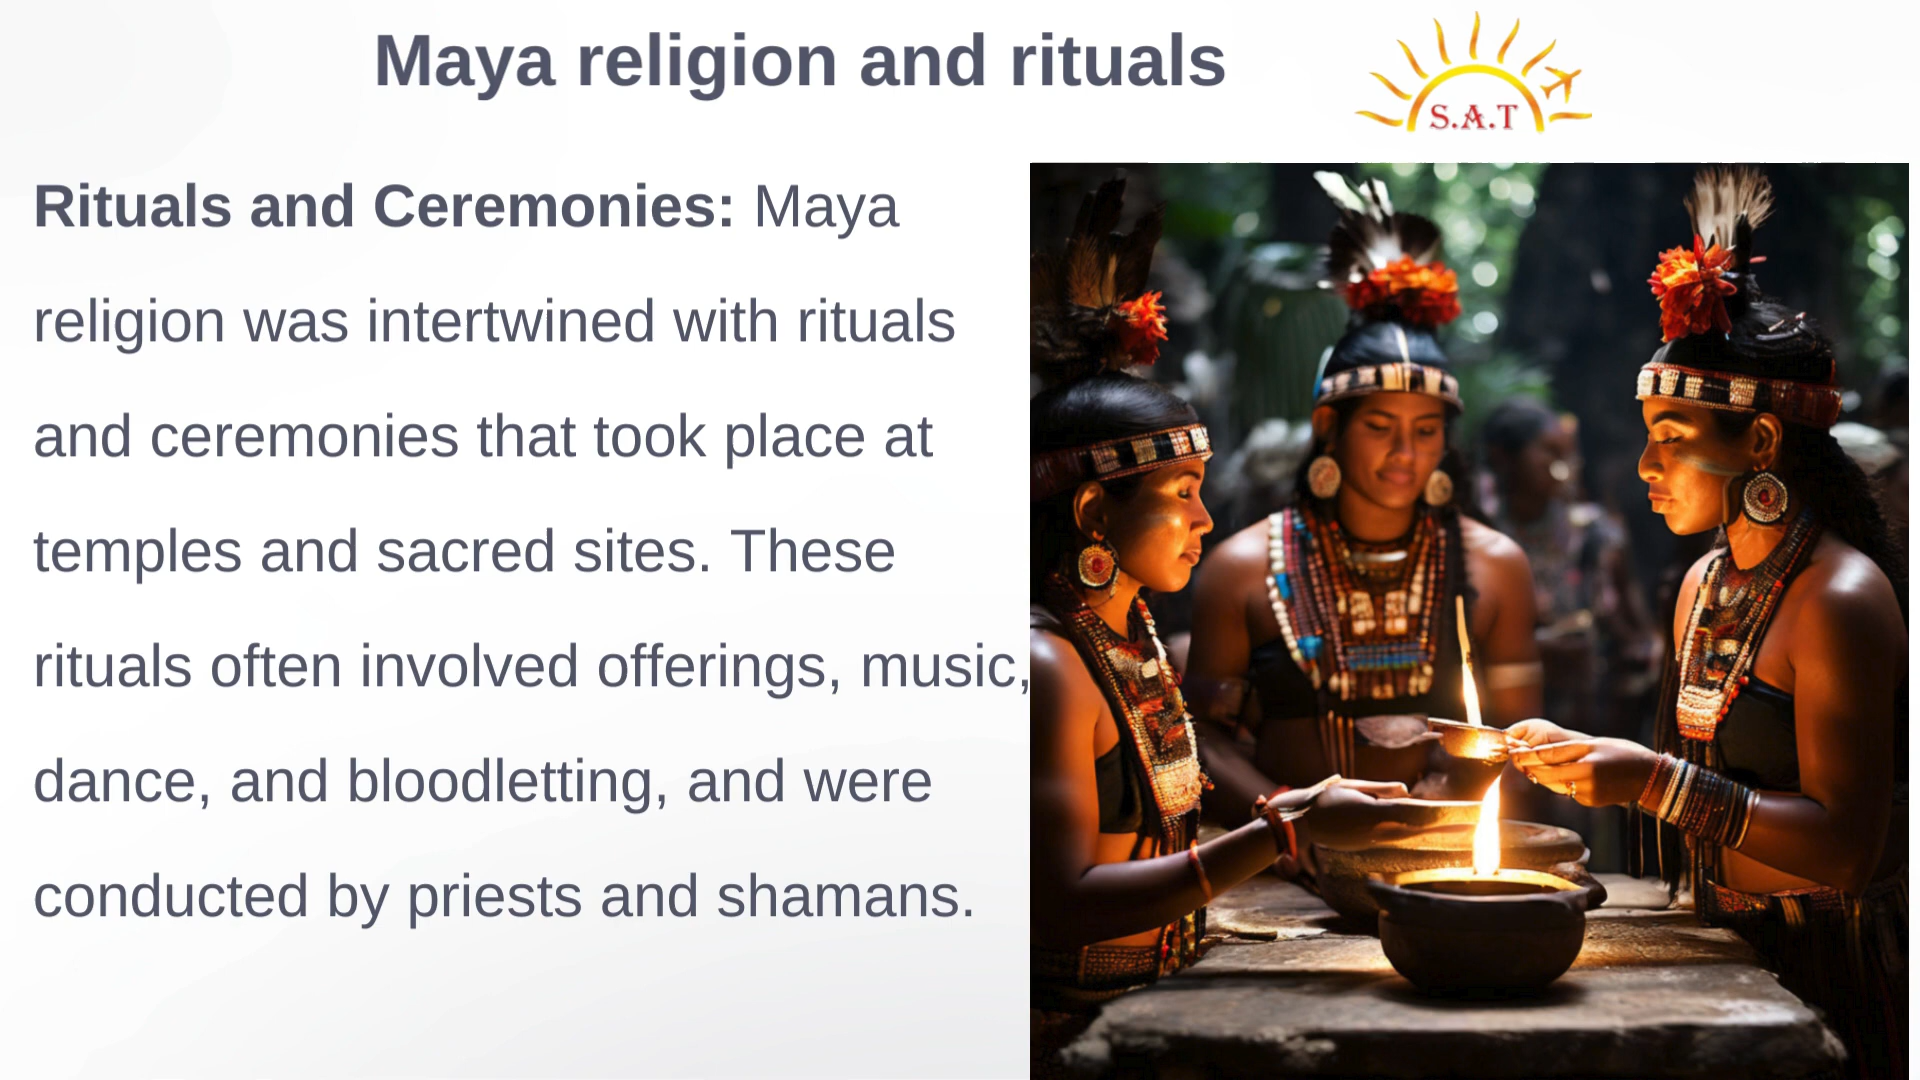 Maya religion and rituals
S.A.T
Rituals and Ceremonies: Maya
religion was intertwined with rituals
and ceremonies that took place at
temples and sacred sites. These
rituals often involved offerings, music,
dance, and bloodletting, and were
conducted by priests and shamans.